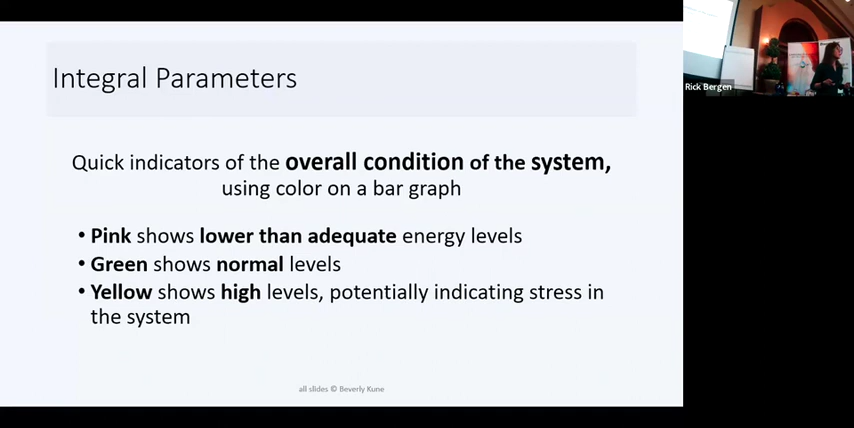 Integral Parameters
Quick indicators of the overall condition of the system,
using color on a bar graph
• Pink shows lower than adequate energy levels
• Green shows normal levels
• Yellow shows high levels, potentially indicating stress in
the system
all slides © Beverly Kune
Rick Bergen